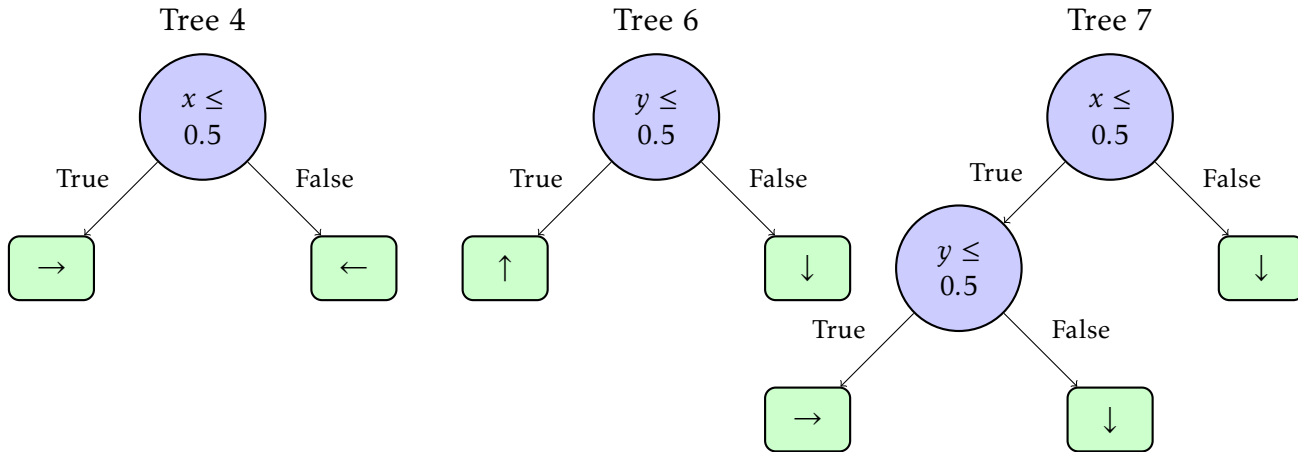 Tree 4
Tree 6
Tree 7
x ≤
0.5
y ≤
0.5
x ≤
0.5
True
False
True
False
True
False
→
←
↑
↓
y ≤
0.5
↓
True
False
→
↓